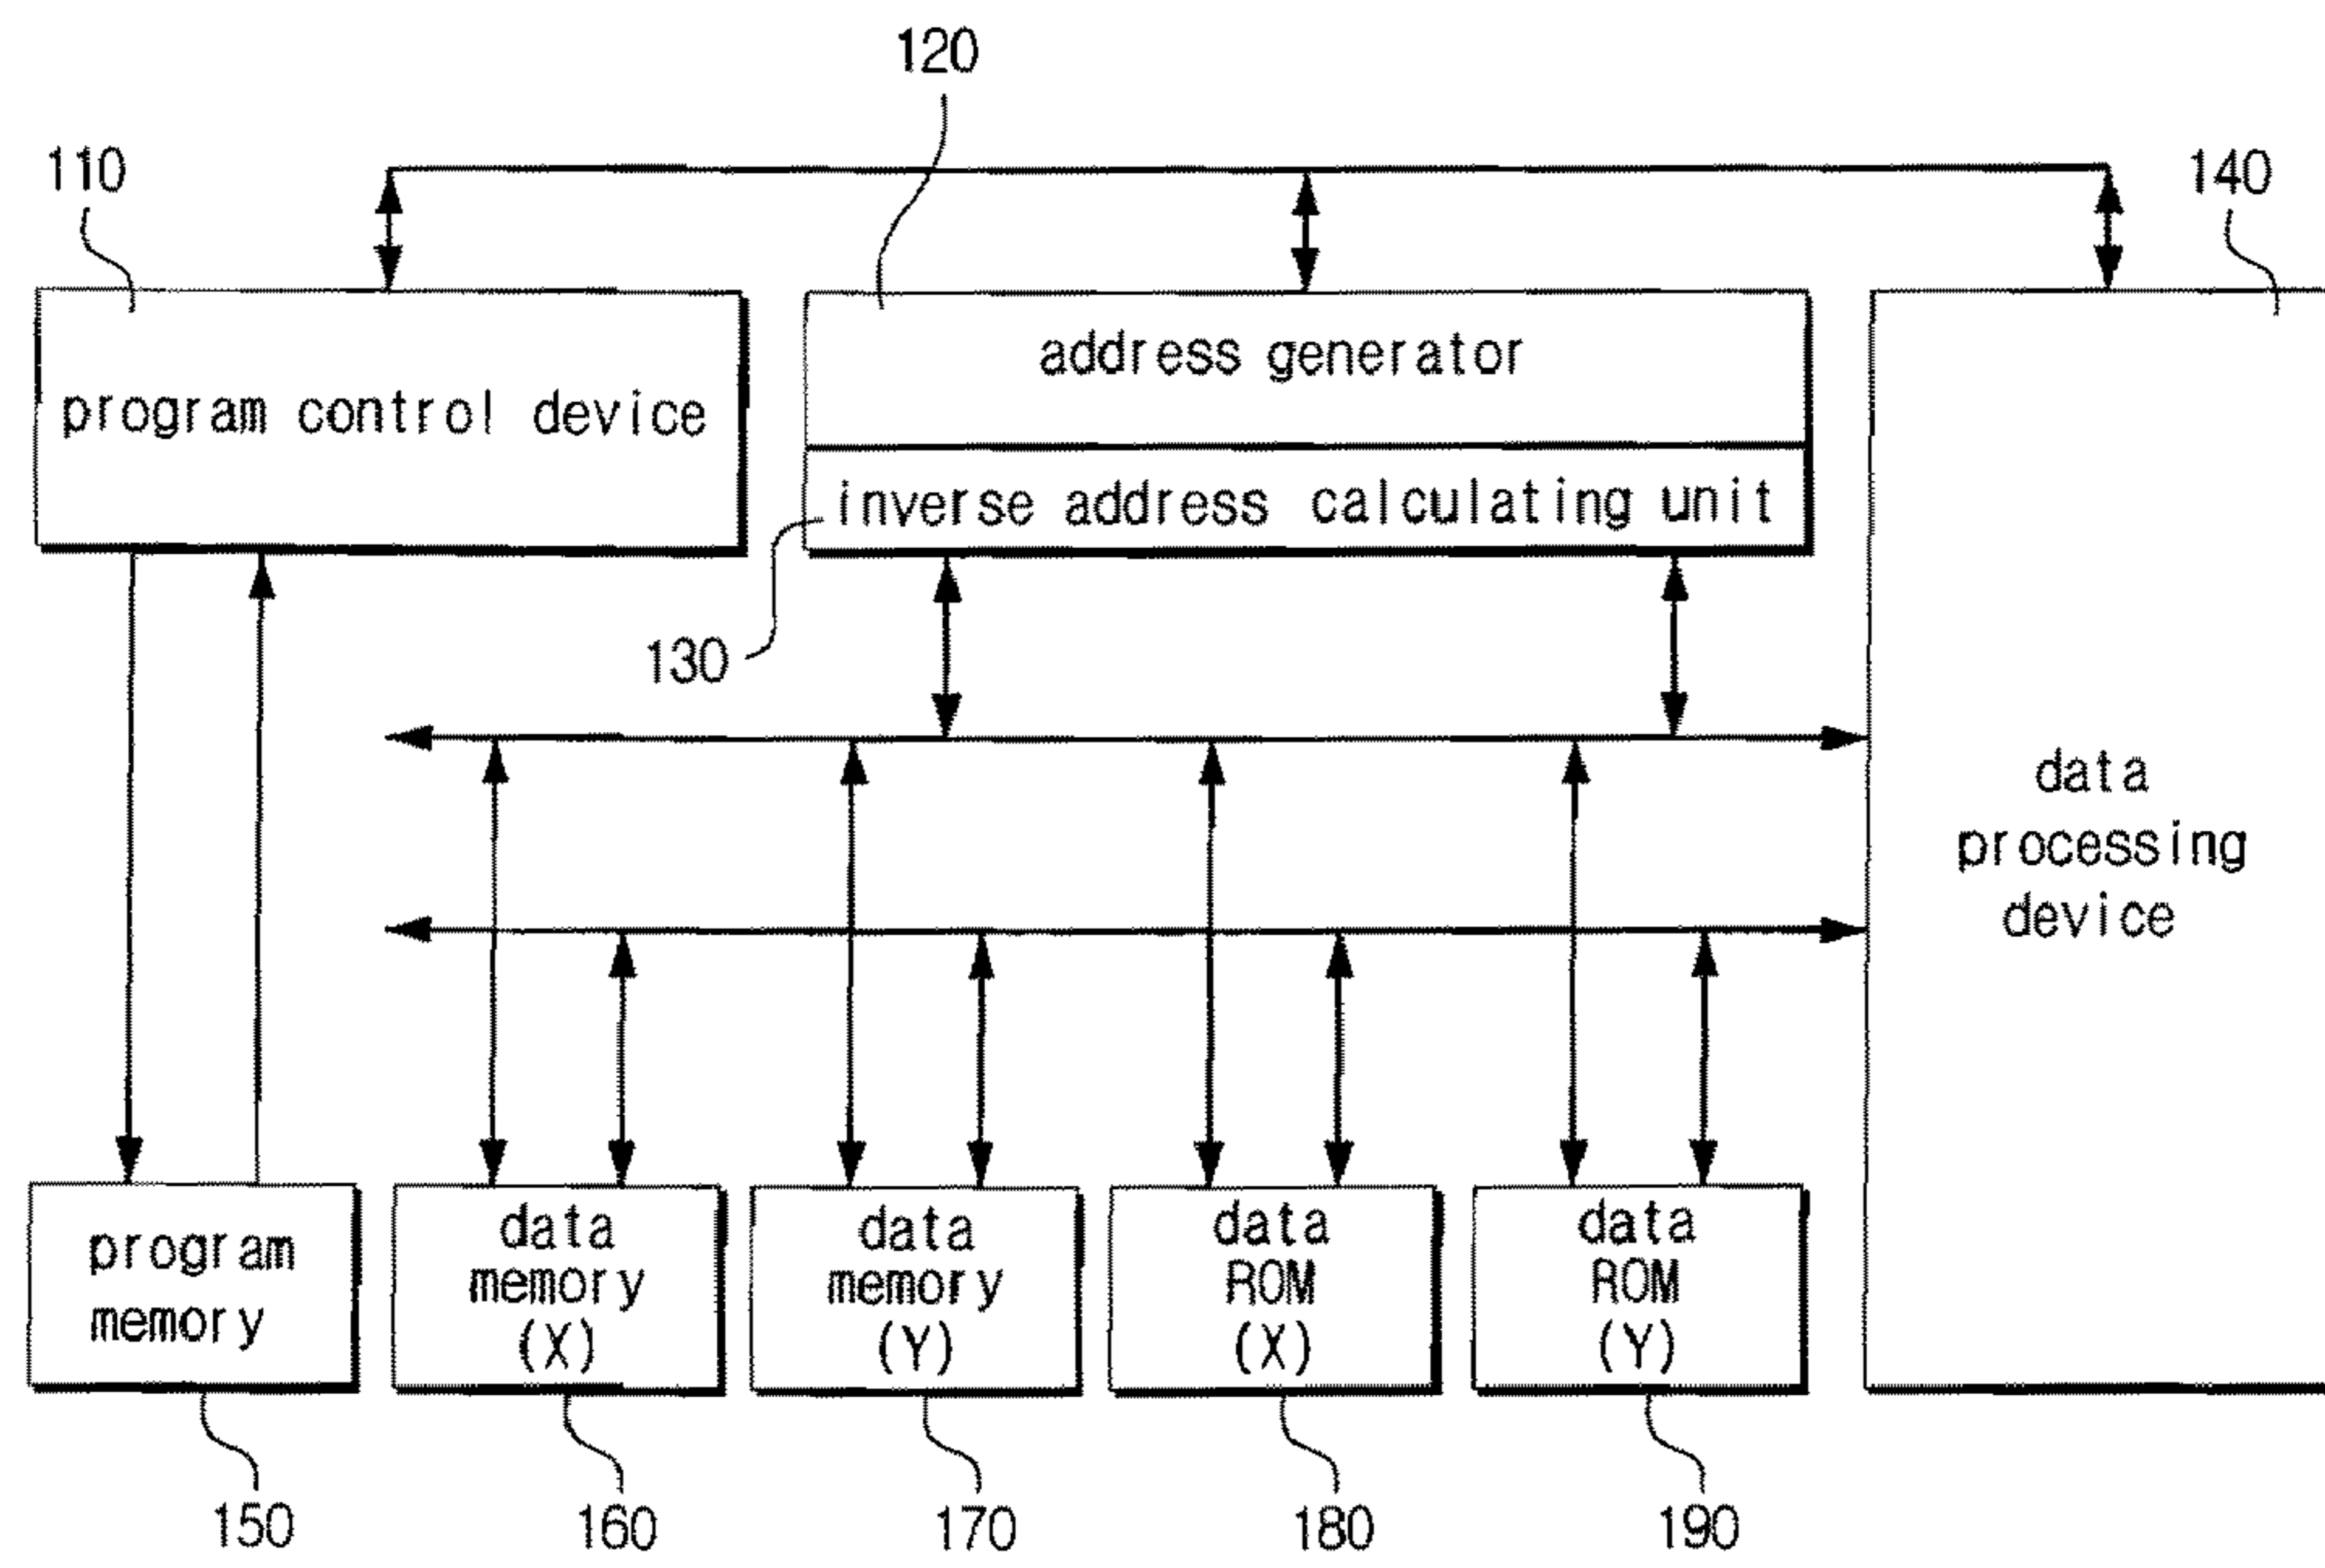 120
110
140
address generator
program control device
inverse address calculating unit
130
data
processing
device
program
memory
data
memory
(X)
data
memory
(Y)
data
ROM
(X)
data
ROM
(Y)
150
160
170
180
190